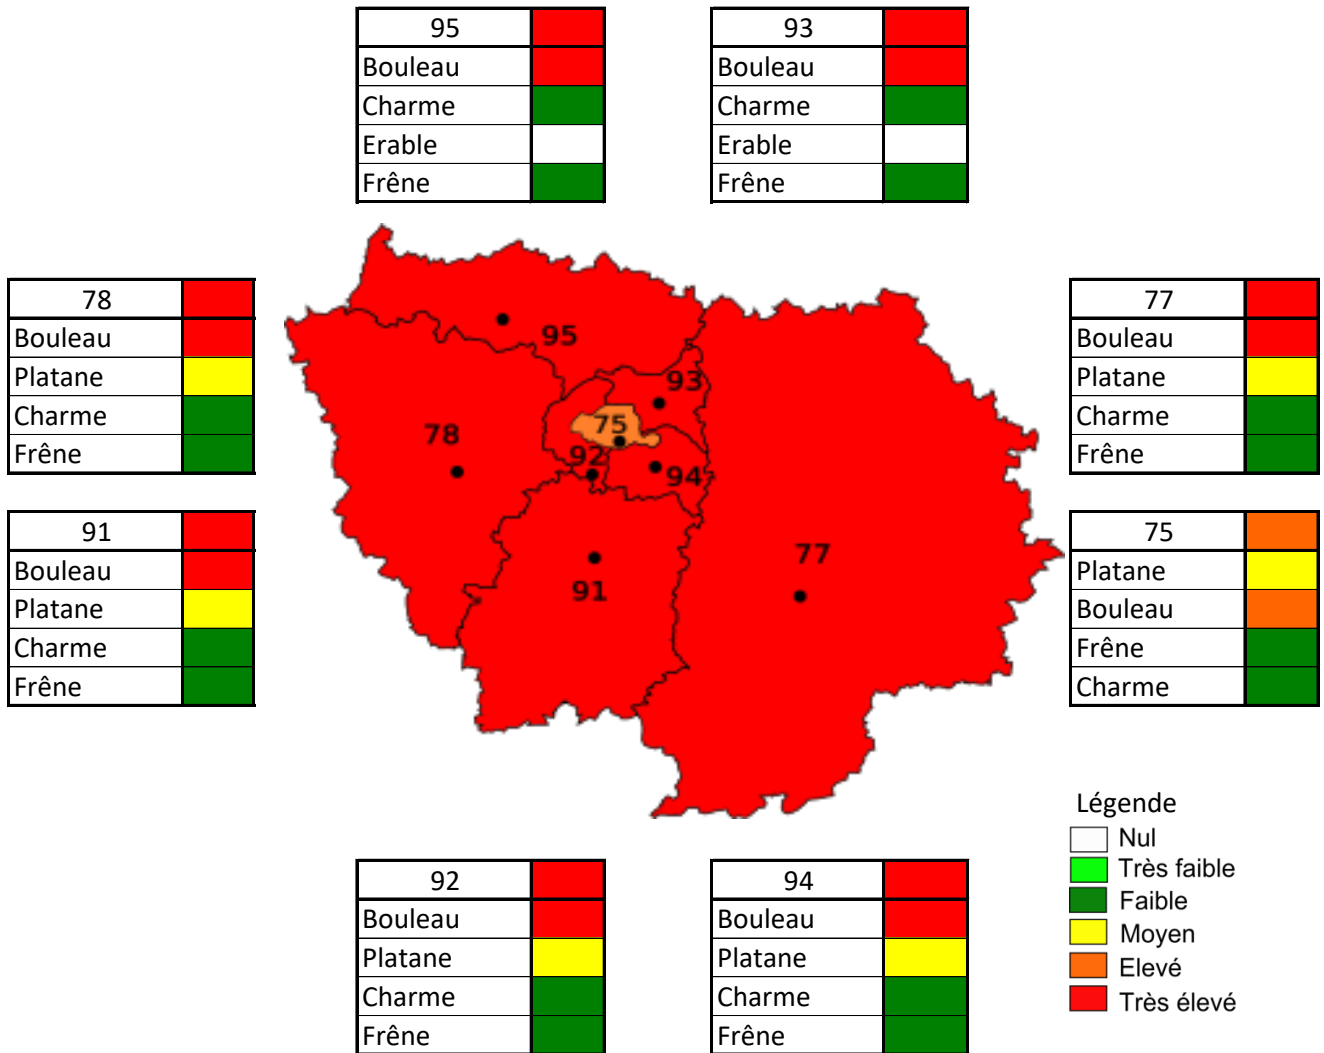 95
Bouleau
Charme
Erable
Frêne
93
Bouleau
Charme
Erable
Frêne
78
Bouleau
Platane
Charme
Frêne
91
Bouleau
Platane
Charme
Frêne
95
93
75
78
92
94
77
91
77
Bouleau
Platane
Charme
Frêne
75
Platane
Bouleau
Frêne
Charme
92
Bouleau
Platane
Charme
Frêne
94
Bouleau
Platane
Charme
Frêne
Légende
Nul
Très faible
Faible
Moyen
Elevé
Très élevé